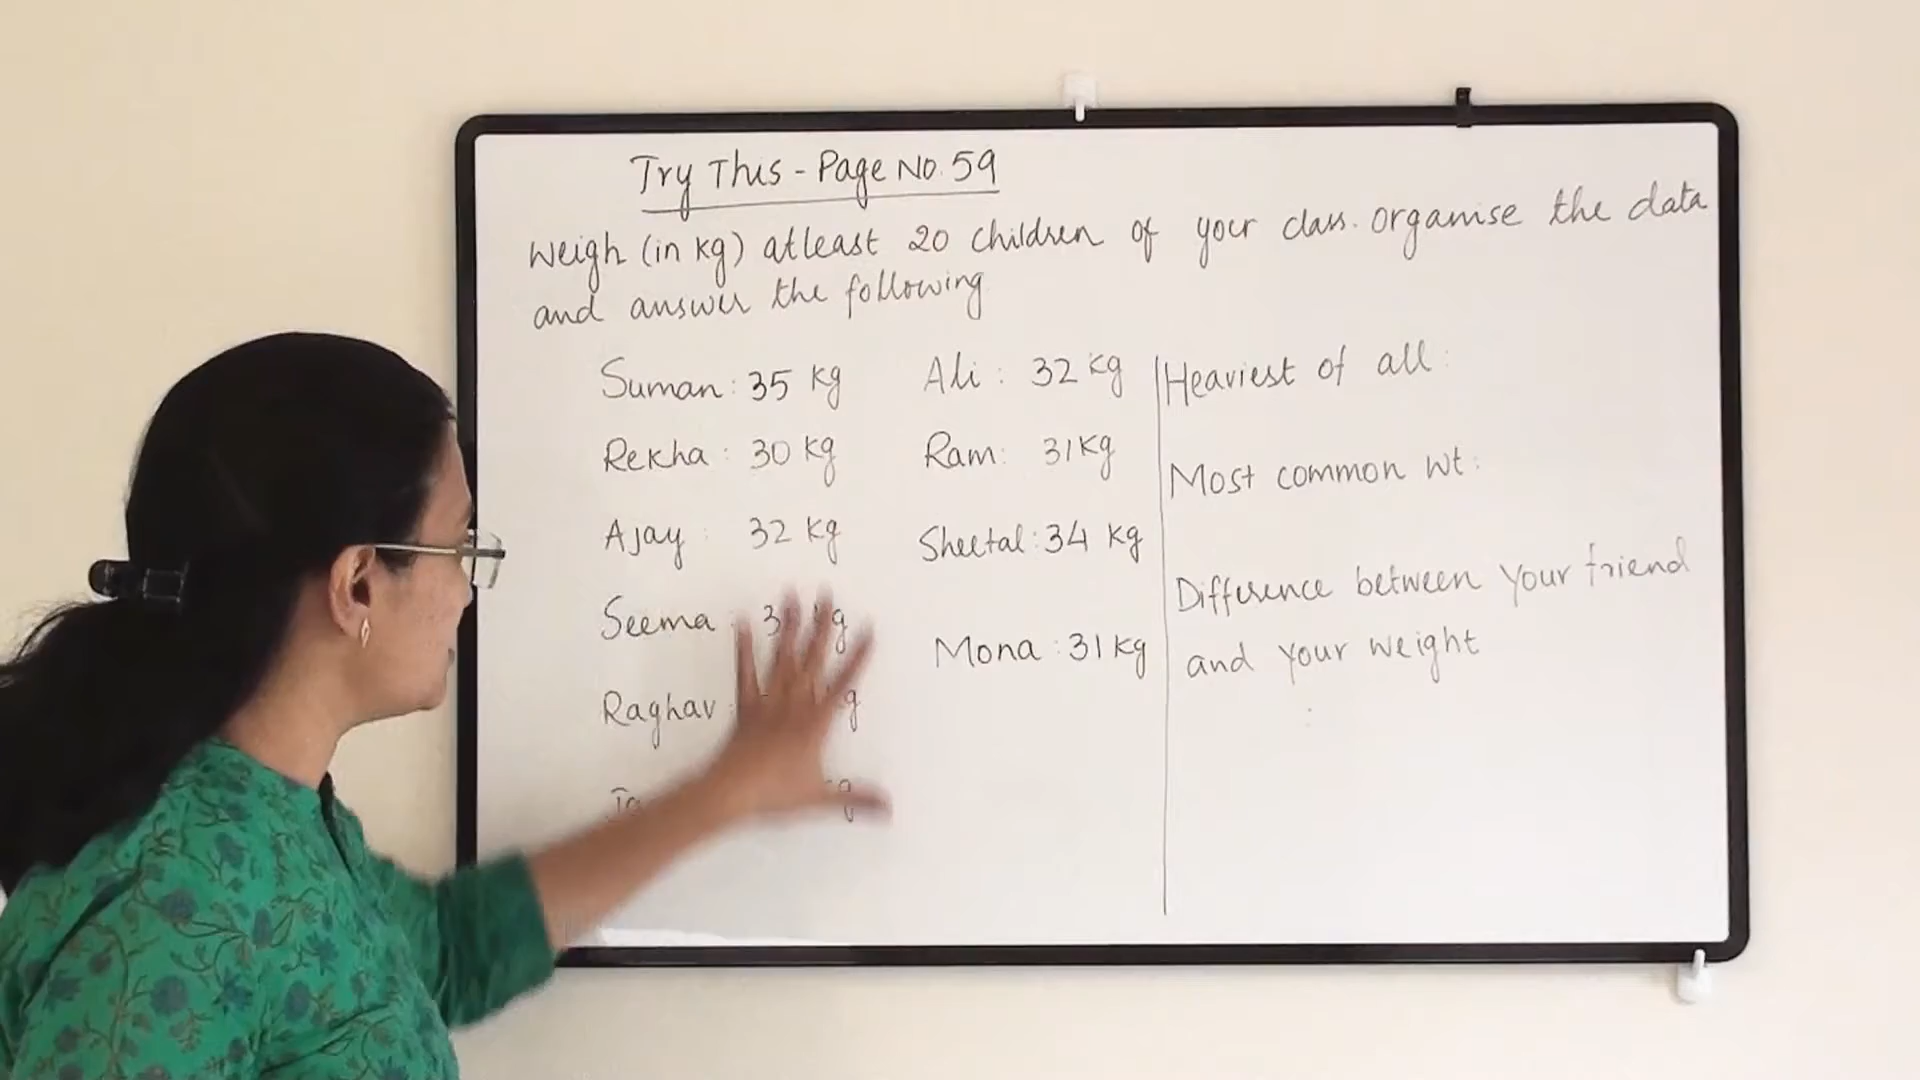 Try This - Page No. 59
Weigh (in kg) atleast 20 children of your class. Organise the data
and answer the following
Suman : 35 kg
Rekha : 30 kg
Ajay : 32 kg
Seema :
Raghav :
Ali : 32 kg
Ram: 31 kg
Sheetal : 34 kg
Mona : 31 kg
Heaviest of all :
Most common wt :
Difference between your friend
and your weight
: